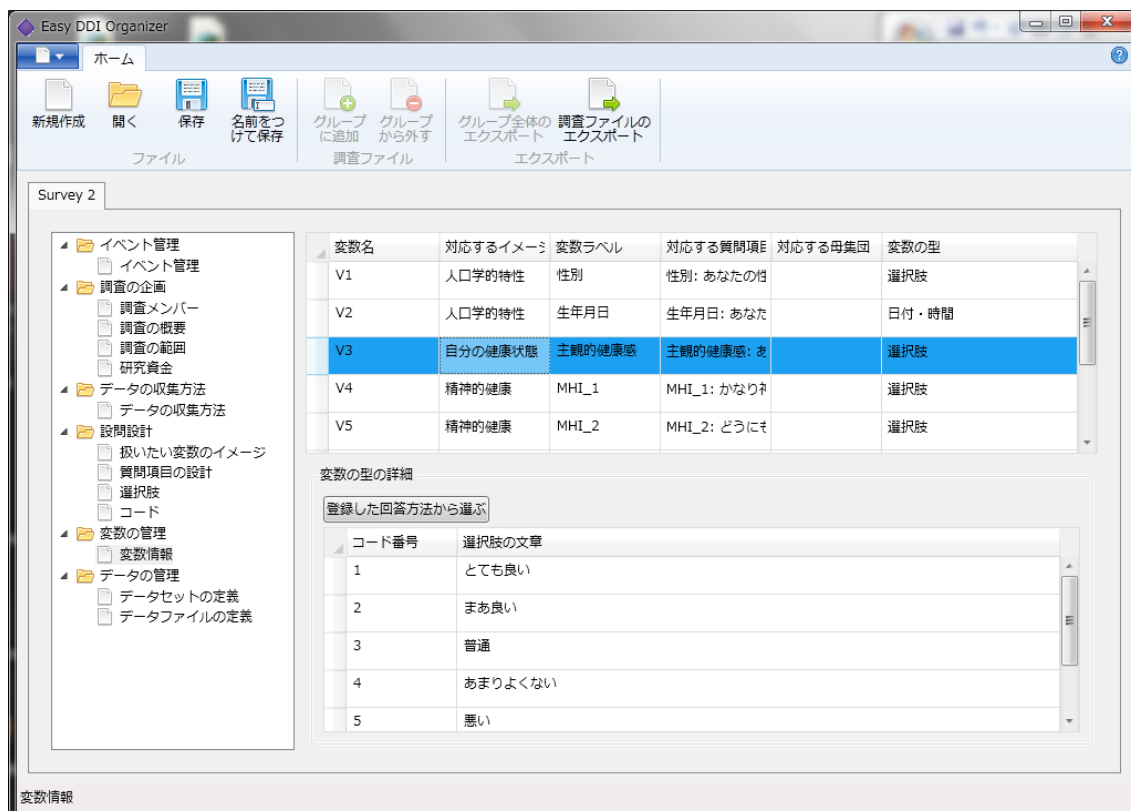 Easy DDI Organizer
ホーム
新規作成 開く 保存 名前をつ
けて保存
グループ
に追加
グループ
から外す
グループ全体の
エクスポート
調査ファイルの
エクスポート
ファイル 調査ファイル エクスポート
Survey 2
イベント管理
イベント管理
調査の企画
調査メンバー
調査の概要
調査の範囲
研究資金
データの収集方法
データの収集方法
設問設計
扱いたい変数のイメージ
質問項目の設計
選択肢
コード
変数の管理
変数情報
データの管理
データセットの定義
データファイルの定義
変数名 対応するイメージ 変数ラベル 対応する質問項目 対応する母集団 変数の型
V1 人口学的特性 性別 性別: あなたの性 選択肢
V2 人口学的特性 生年月日 生年月日: あなた 日付・時間
V3 自分の健康状態 主観的健康感 主観的健康感: あ 選択肢
V4 精神的健康 MHI_1 MHI_1: かなり神 選択肢
V5 精神的健康 MHI_2 MHI_2: どうにも 選択肢
変数の型の詳細
登録した回答方法から選ぶ
コード番号 選択肢の文章
1 とても良い
2 まあ良い
3 普通
4 あまりよくない
5 悪い
変数情報